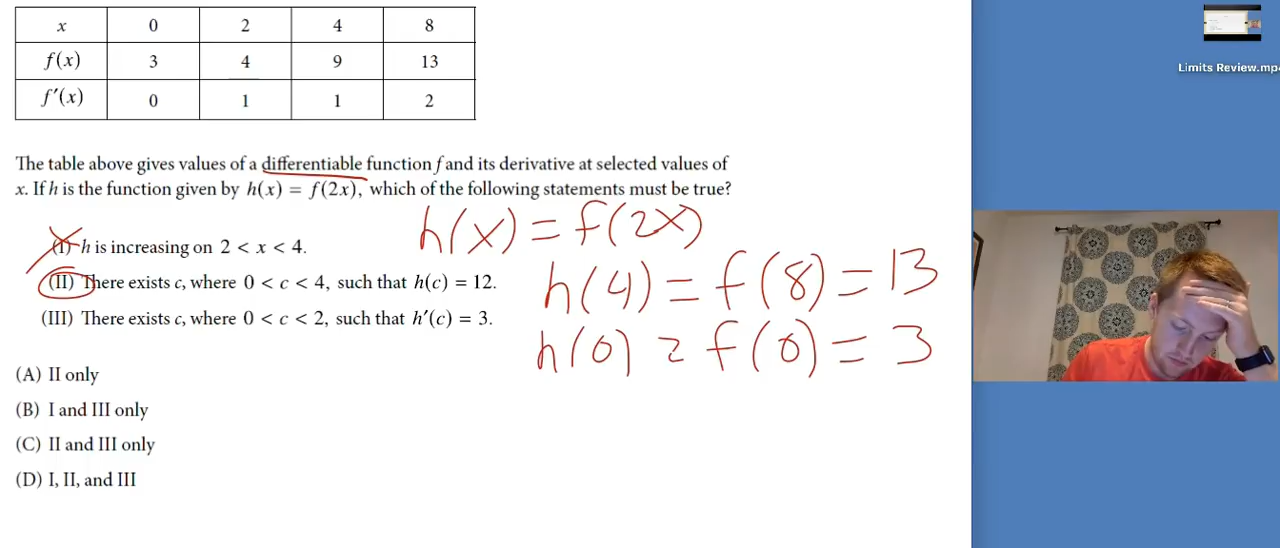 x 0 2 4 8
f(x) 3 4 9 13
f′(x) 0 1 1 2
The table above gives values of a differentiable function f and its derivative at selected values of
x. If h is the function given by h(x) = f(2x), which of the following statements must be true?
h(x) = f(2x)
(I) h is increasing on 2 < x < 4.
(II) There exists c, where 0 < c < 4, such that h(c) = 12.
h(4) = f(8) = 13
(III) There exists c, where 0 < c < 2, such that h′(c) = 3.
h(0) = f(0) = 3
(A) II only
(B) I and III only
(C) II and III only
(D) I, II, and III
Limits Review.mp4